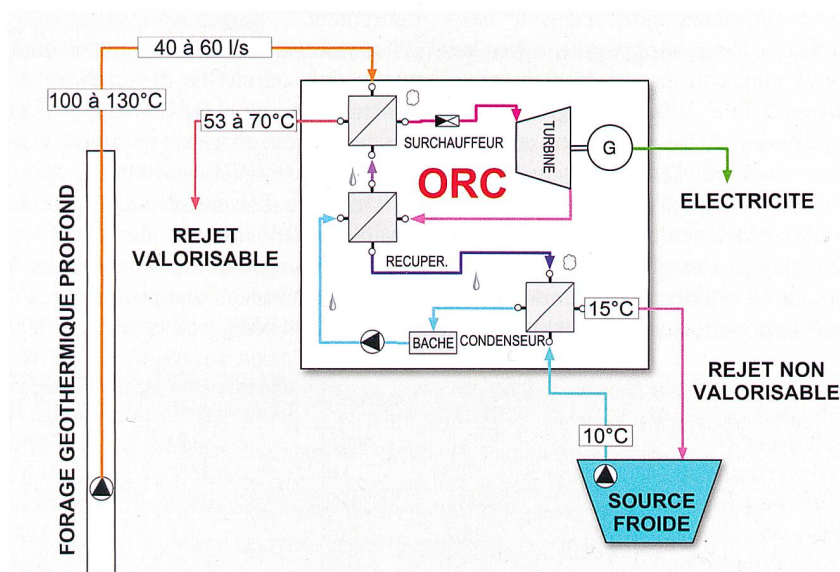 40 à 60 l/s
100 à 130°C
53 à 70°C
SURCHAUFFEUR
TURBINE
G
ORC
ELECTRICITE
REJET
VALORISABLE
RECUPER.
15°C
BACHE
CONDENSEUR
REJET NON
VALORISABLE
10°C
SOURCE
FROIDE
FORAGE GEOTHERMIQUE PROFOND